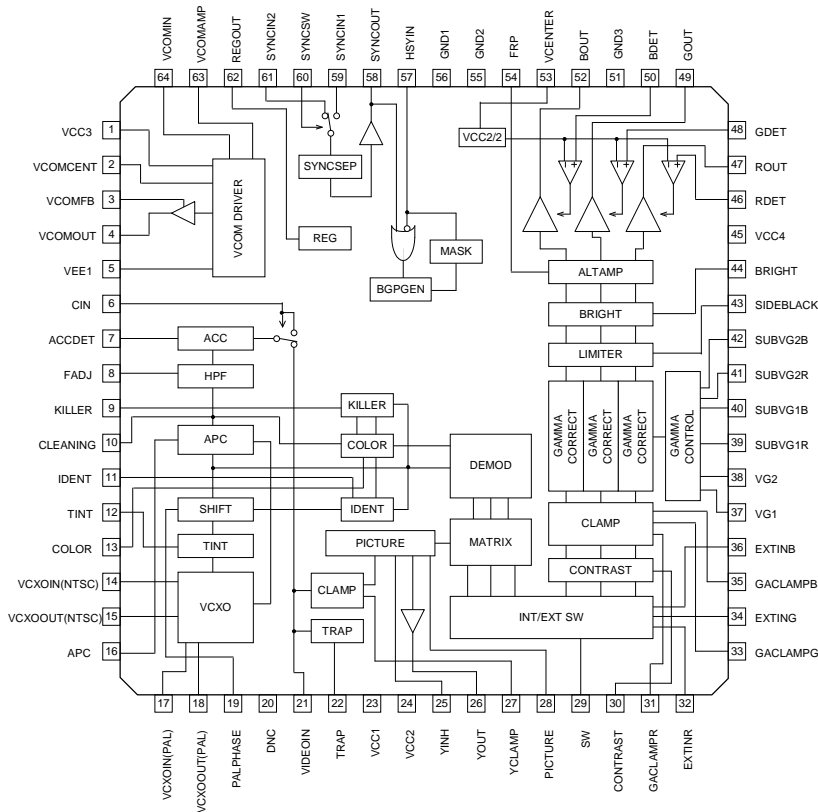 VCOMIN
VCOMAMP
REGOUT
SYNCIN2
SYNCSW
SYNCIN1
SYNCOUT
HSYIN
GND1
GND2
FRP
VCENTER
BOUT
GND3
BDET
GOUT
64 63 62 61 60 59 58 57 56 55 54 53 52 51 50 49
VCC3 1
VCOMCENT 2
VCOMFB 3
VCOMOUT 4
VEE1 5
CIN 6
ACCDET 7
FADJ 8
KILLER 9
CLEANING 10
IDENT 11
TINT 12
COLOR 13
VCXOIN(NTSC) 14
VCXOOUT(NTSC) 15
APC 16
VCOM DRIVER
SYNCSEP
REG
MASK
BGPGEN
VCC2/2
ALTAMP
BRIGHT
LIMITER
ACC
HPF
APC
SHIFT
TINT
VCXO
KILLER
COLOR
IDENT
PICTURE
CLAMP
TRAP
DEMOD
MATRIX
GAMMA
CORRECT
GAMMA
CORRECT
GAMMA
CORRECT
GAMMA
CONTROL
CLAMP
CONTRAST
INT/EXT SW
48 GDET
47 ROUT
46 RDET
45 VCC4
44 BRIGHT
43 SIDEBLACK
42 SUBVG2B
41 SUBVG2R
40 SUBVG1B
39 SUBVG1R
38 VG2
37 VG1
36 EXTINB
35 GACLAMPB
34 EXTING
33 GACLAMPG
17 18 19 20 21 22 23 24 25 26 27 28 29 30 31 32
VCXOIN(PAL)
VCXOOUT(PAL)
PALPHASE
DNC
VIDEOIN
TRAP
VCC1
VCC2
YINH
YOUT
YCLAMP
PICTURE
SW
CONTRAST
GACLAMPR
EXTINR